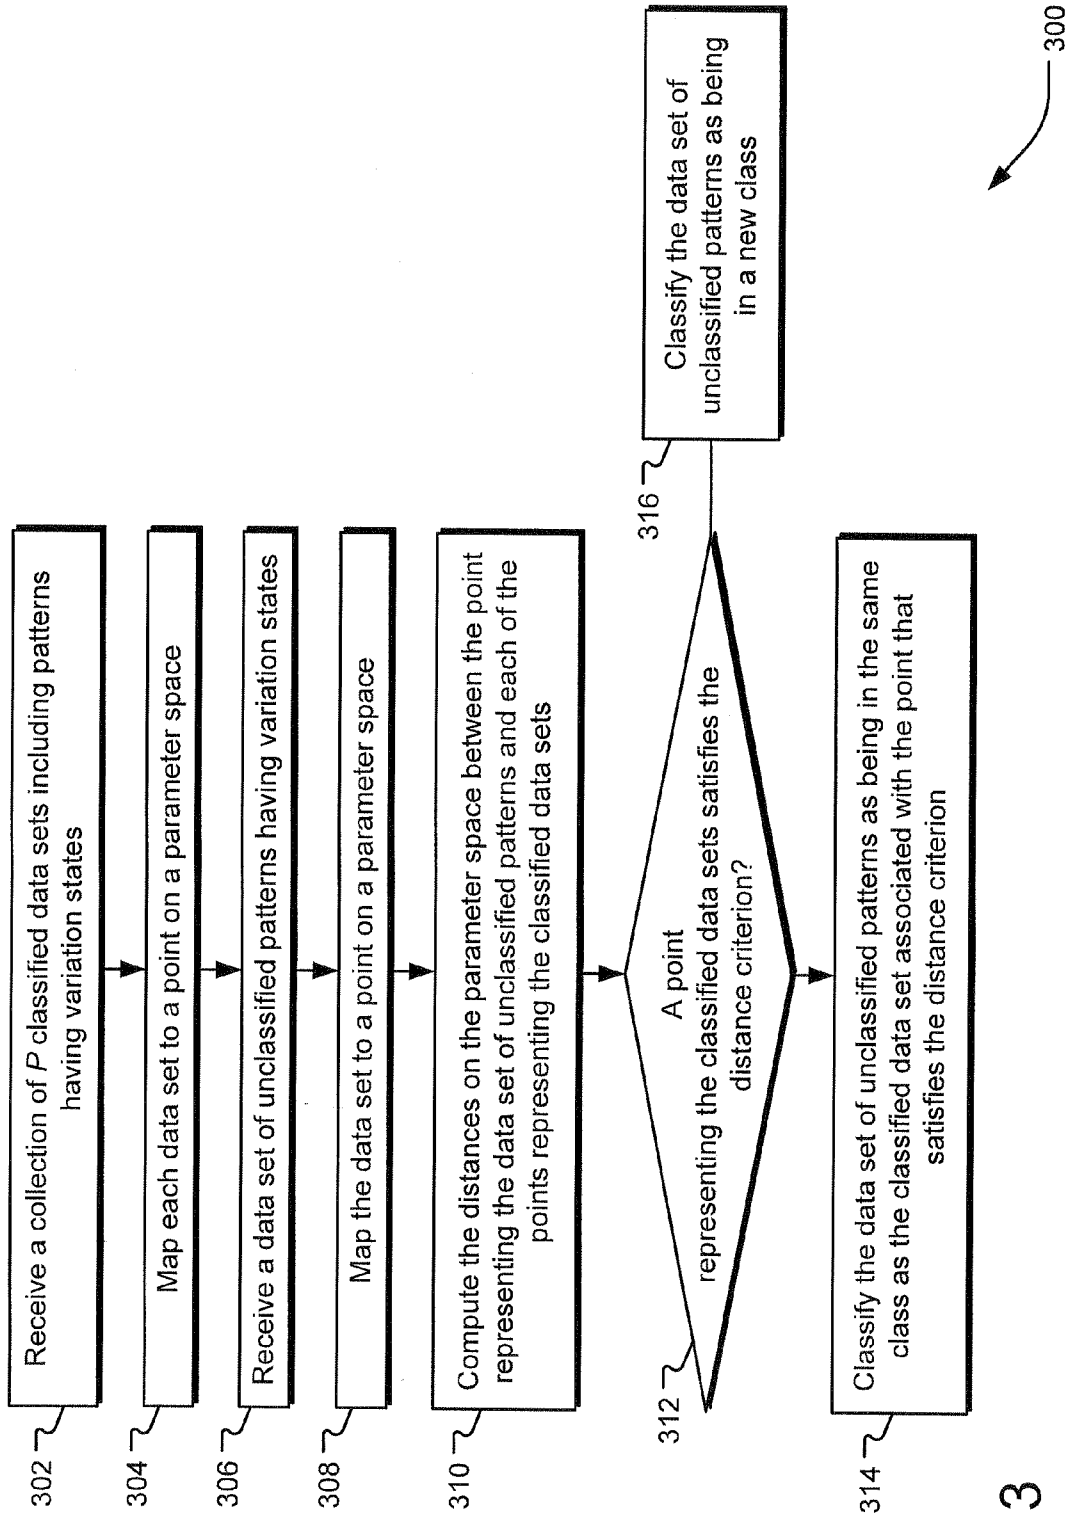 302
Receive a collection of P classified data sets including patterns
having variation states
304
Map each data set to a point on a parameter space
306
Receive a data set of unclassified patterns having variation states
308
Map the data set to a point on a parameter space
310
Compute the distances on the parameter space between the point
representing the data set of unclassified patterns and each of the
points representing the classified data sets
312
A point
representing the classified data sets satisfies the
distance criterion?
316
Classify the data set of
unclassified patterns as being
in a new class
314
Classify the data set of unclassified patterns as being in the same
class as the classified data set associated with the point that
satisfies the distance criterion
300
3